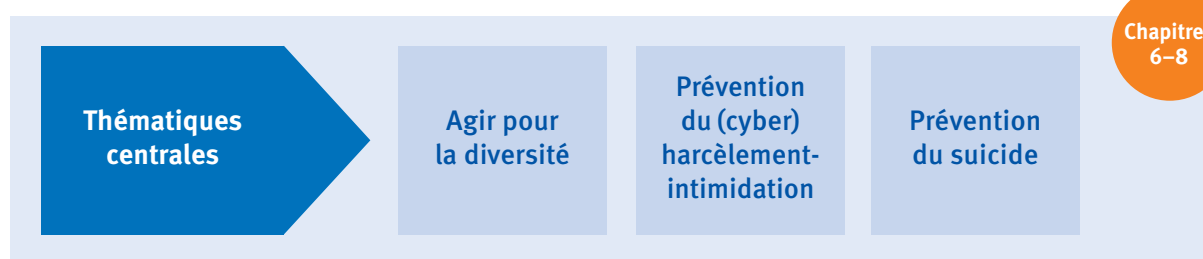 Chapitre
6–8
Thématiques
centrales
Agir pour
la diversité
Prévention
du (cyber)
harcèlement-
intimidation
Prévention
du suicide